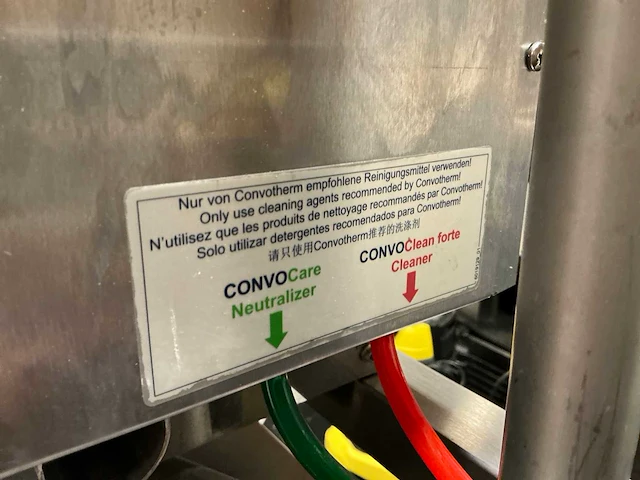 Nur von Convotherm empfohlene Reinigungsmittel verwenden!
Only use cleaning agents recommended by Convotherm!
N'utilisez que les produits de nettoyage recommandés par Convotherm!
Solo utilizar detergentes recomendados para Convotherm!
请只使用Convotherm推荐的洗涤剂
CONVOCare
Neutralizer
CONVOClean forte
Cleaner